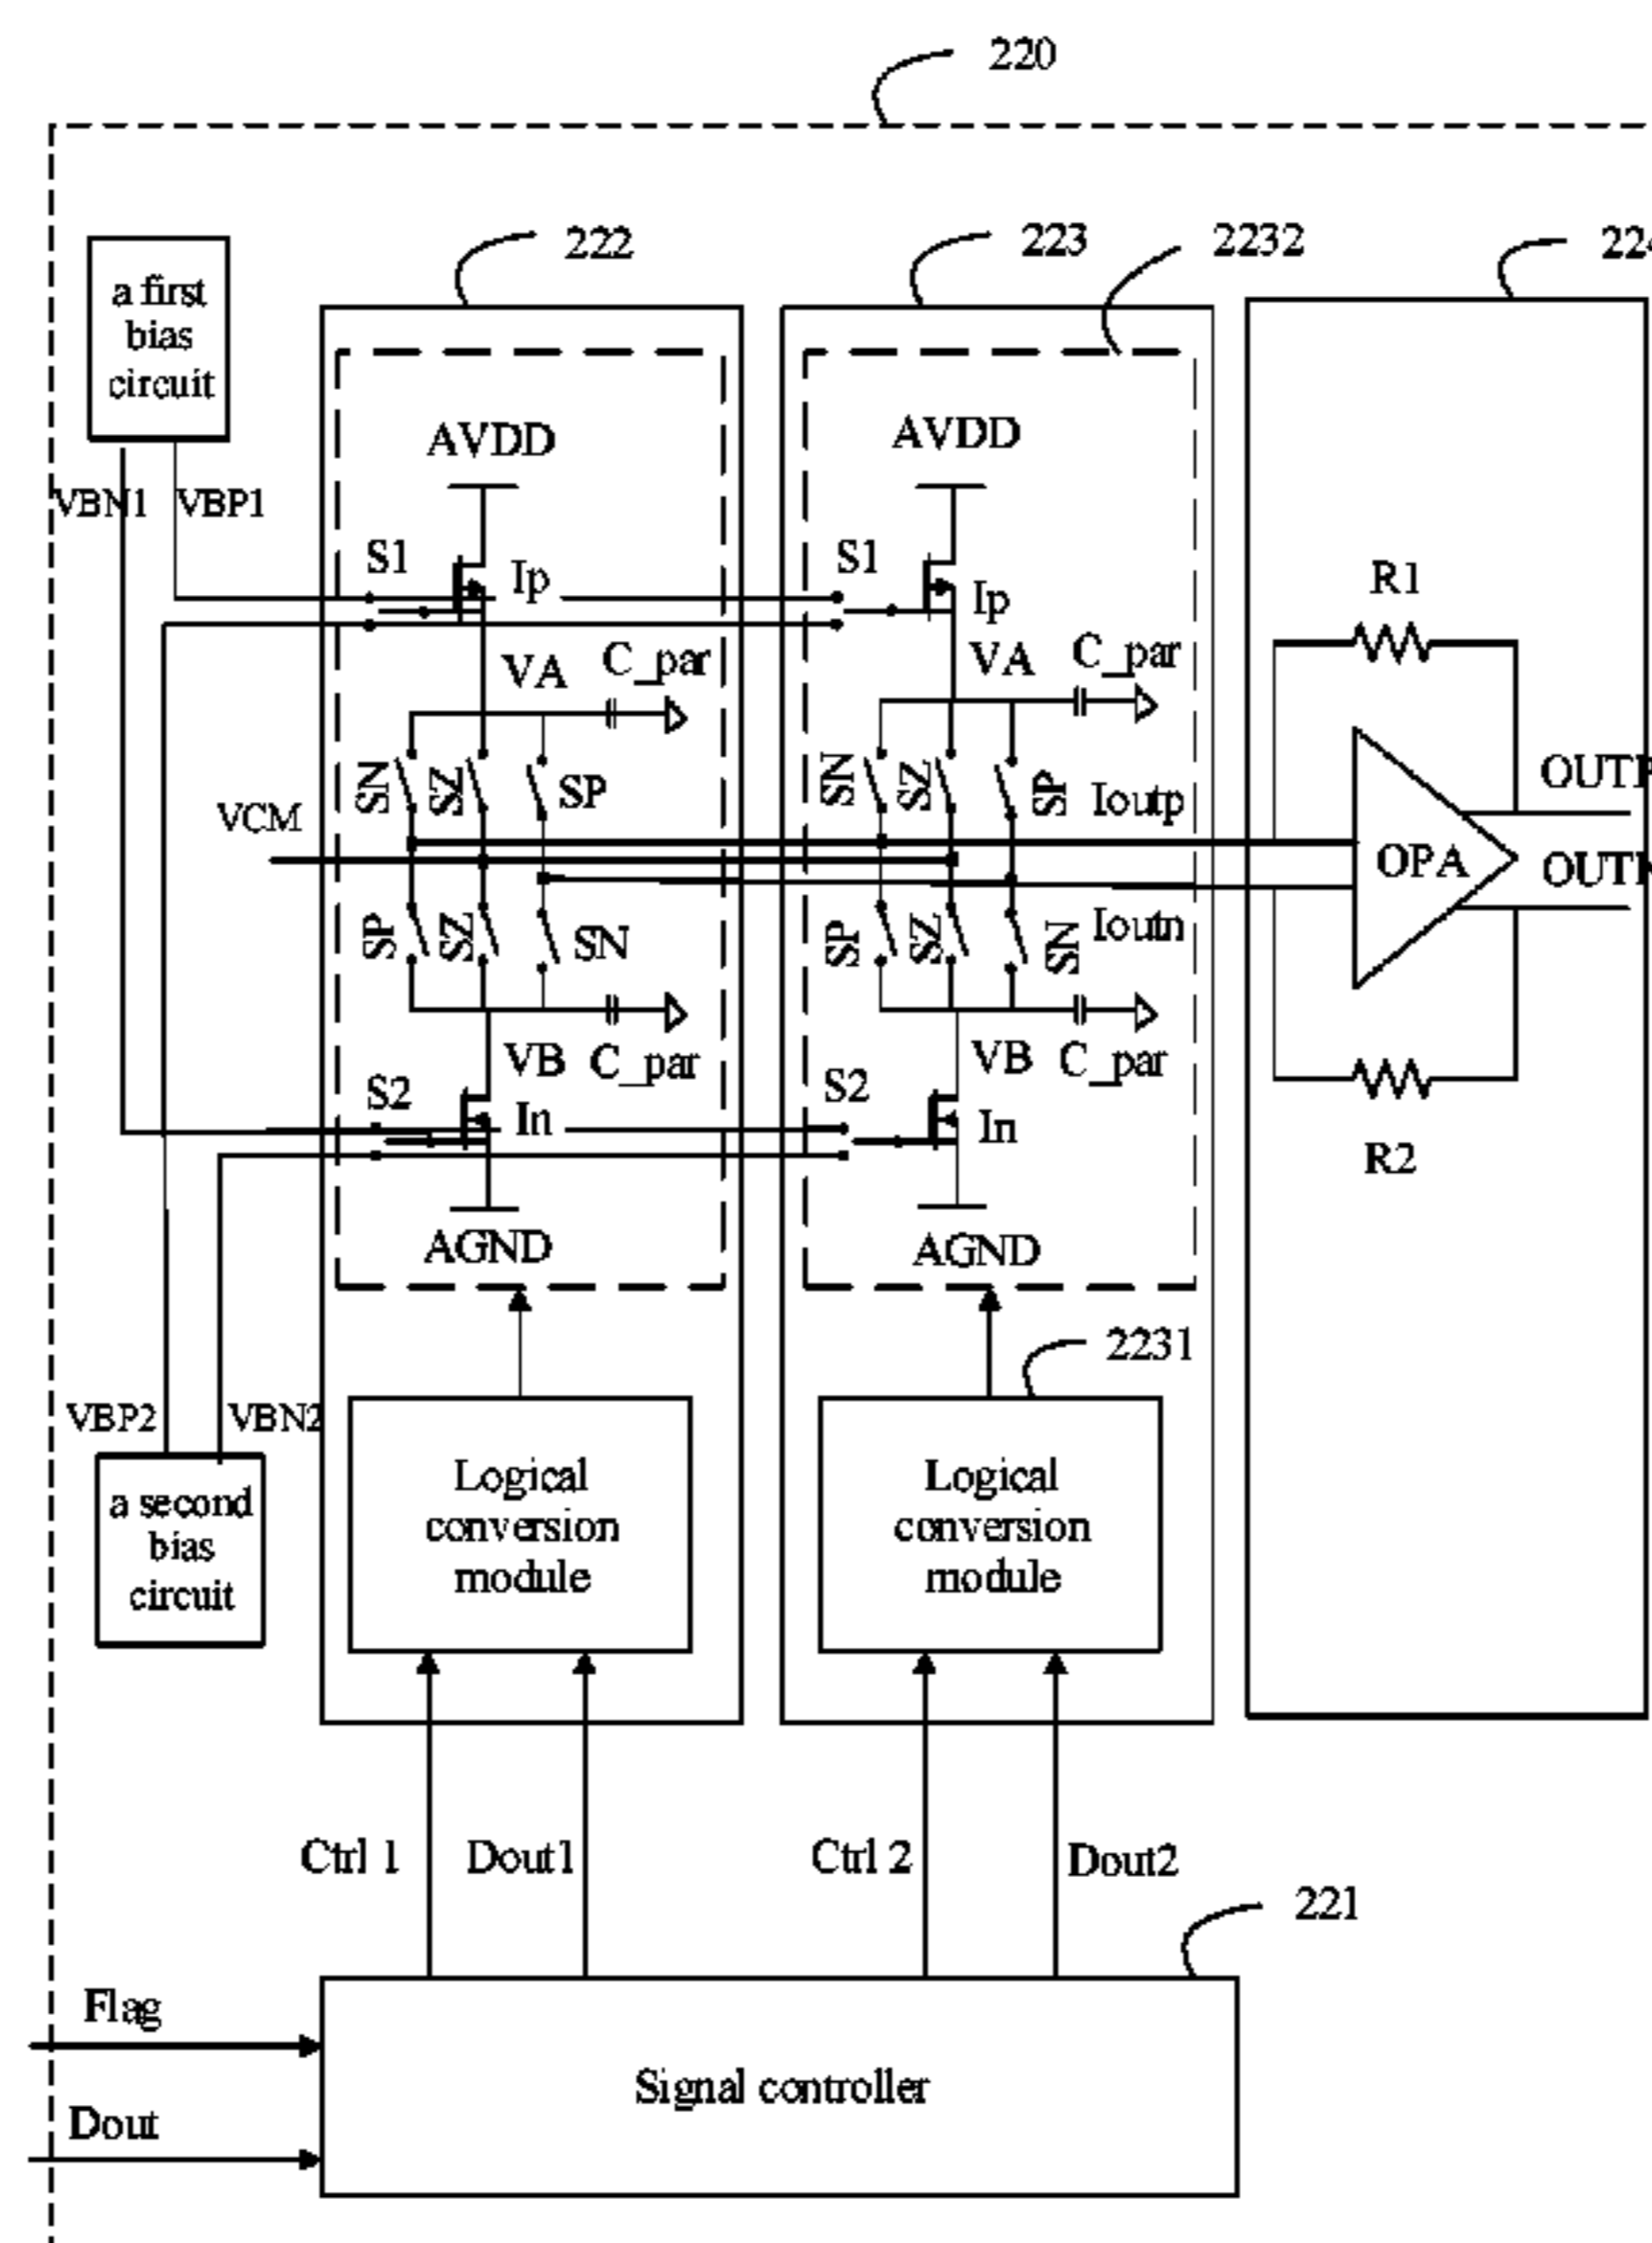 220
222
223
2232
a first
bias
circuit
AVDD
AVDD
VBN1
VBP1
S1
Ip
S1
Ip
R1
VA
C_par
VA
C_par
SN
SZ
SP
SN
SZ
SP
Ioutp
VCM
OPA
SP
SZ
SN
SP
SZ
SN
Ioutn
VB
C_par
VB
C_par
S2
In
S2
In
R2
AGND
AGND
2231
VBP2
VBN2
Logical
conversion
module
Logical
conversion
module
a second
bias
circuit
Ctrl 1
Dout1
Ctrl 2
Dout2
221
Flag
Signal controller
Dout